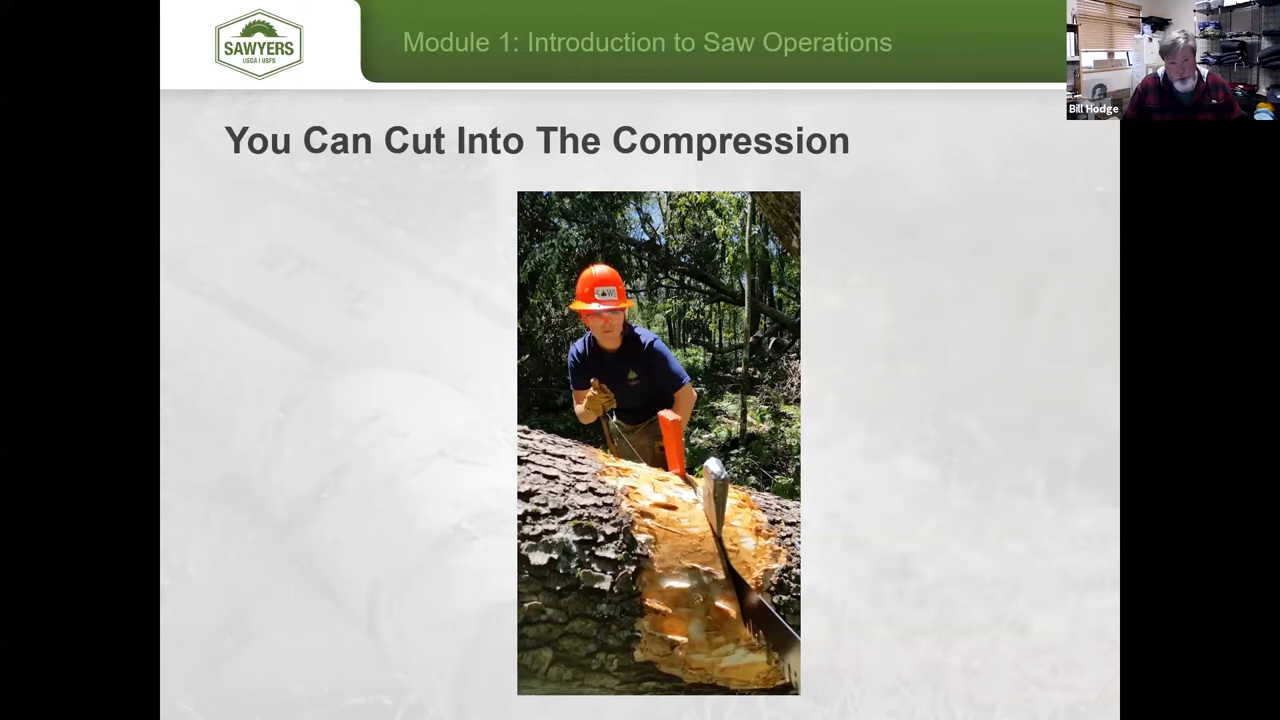 SAWYERS
USDA | USFS
Module 1: Introduction to Saw Operations
Bill Hodge
You Can Cut Into The Compression